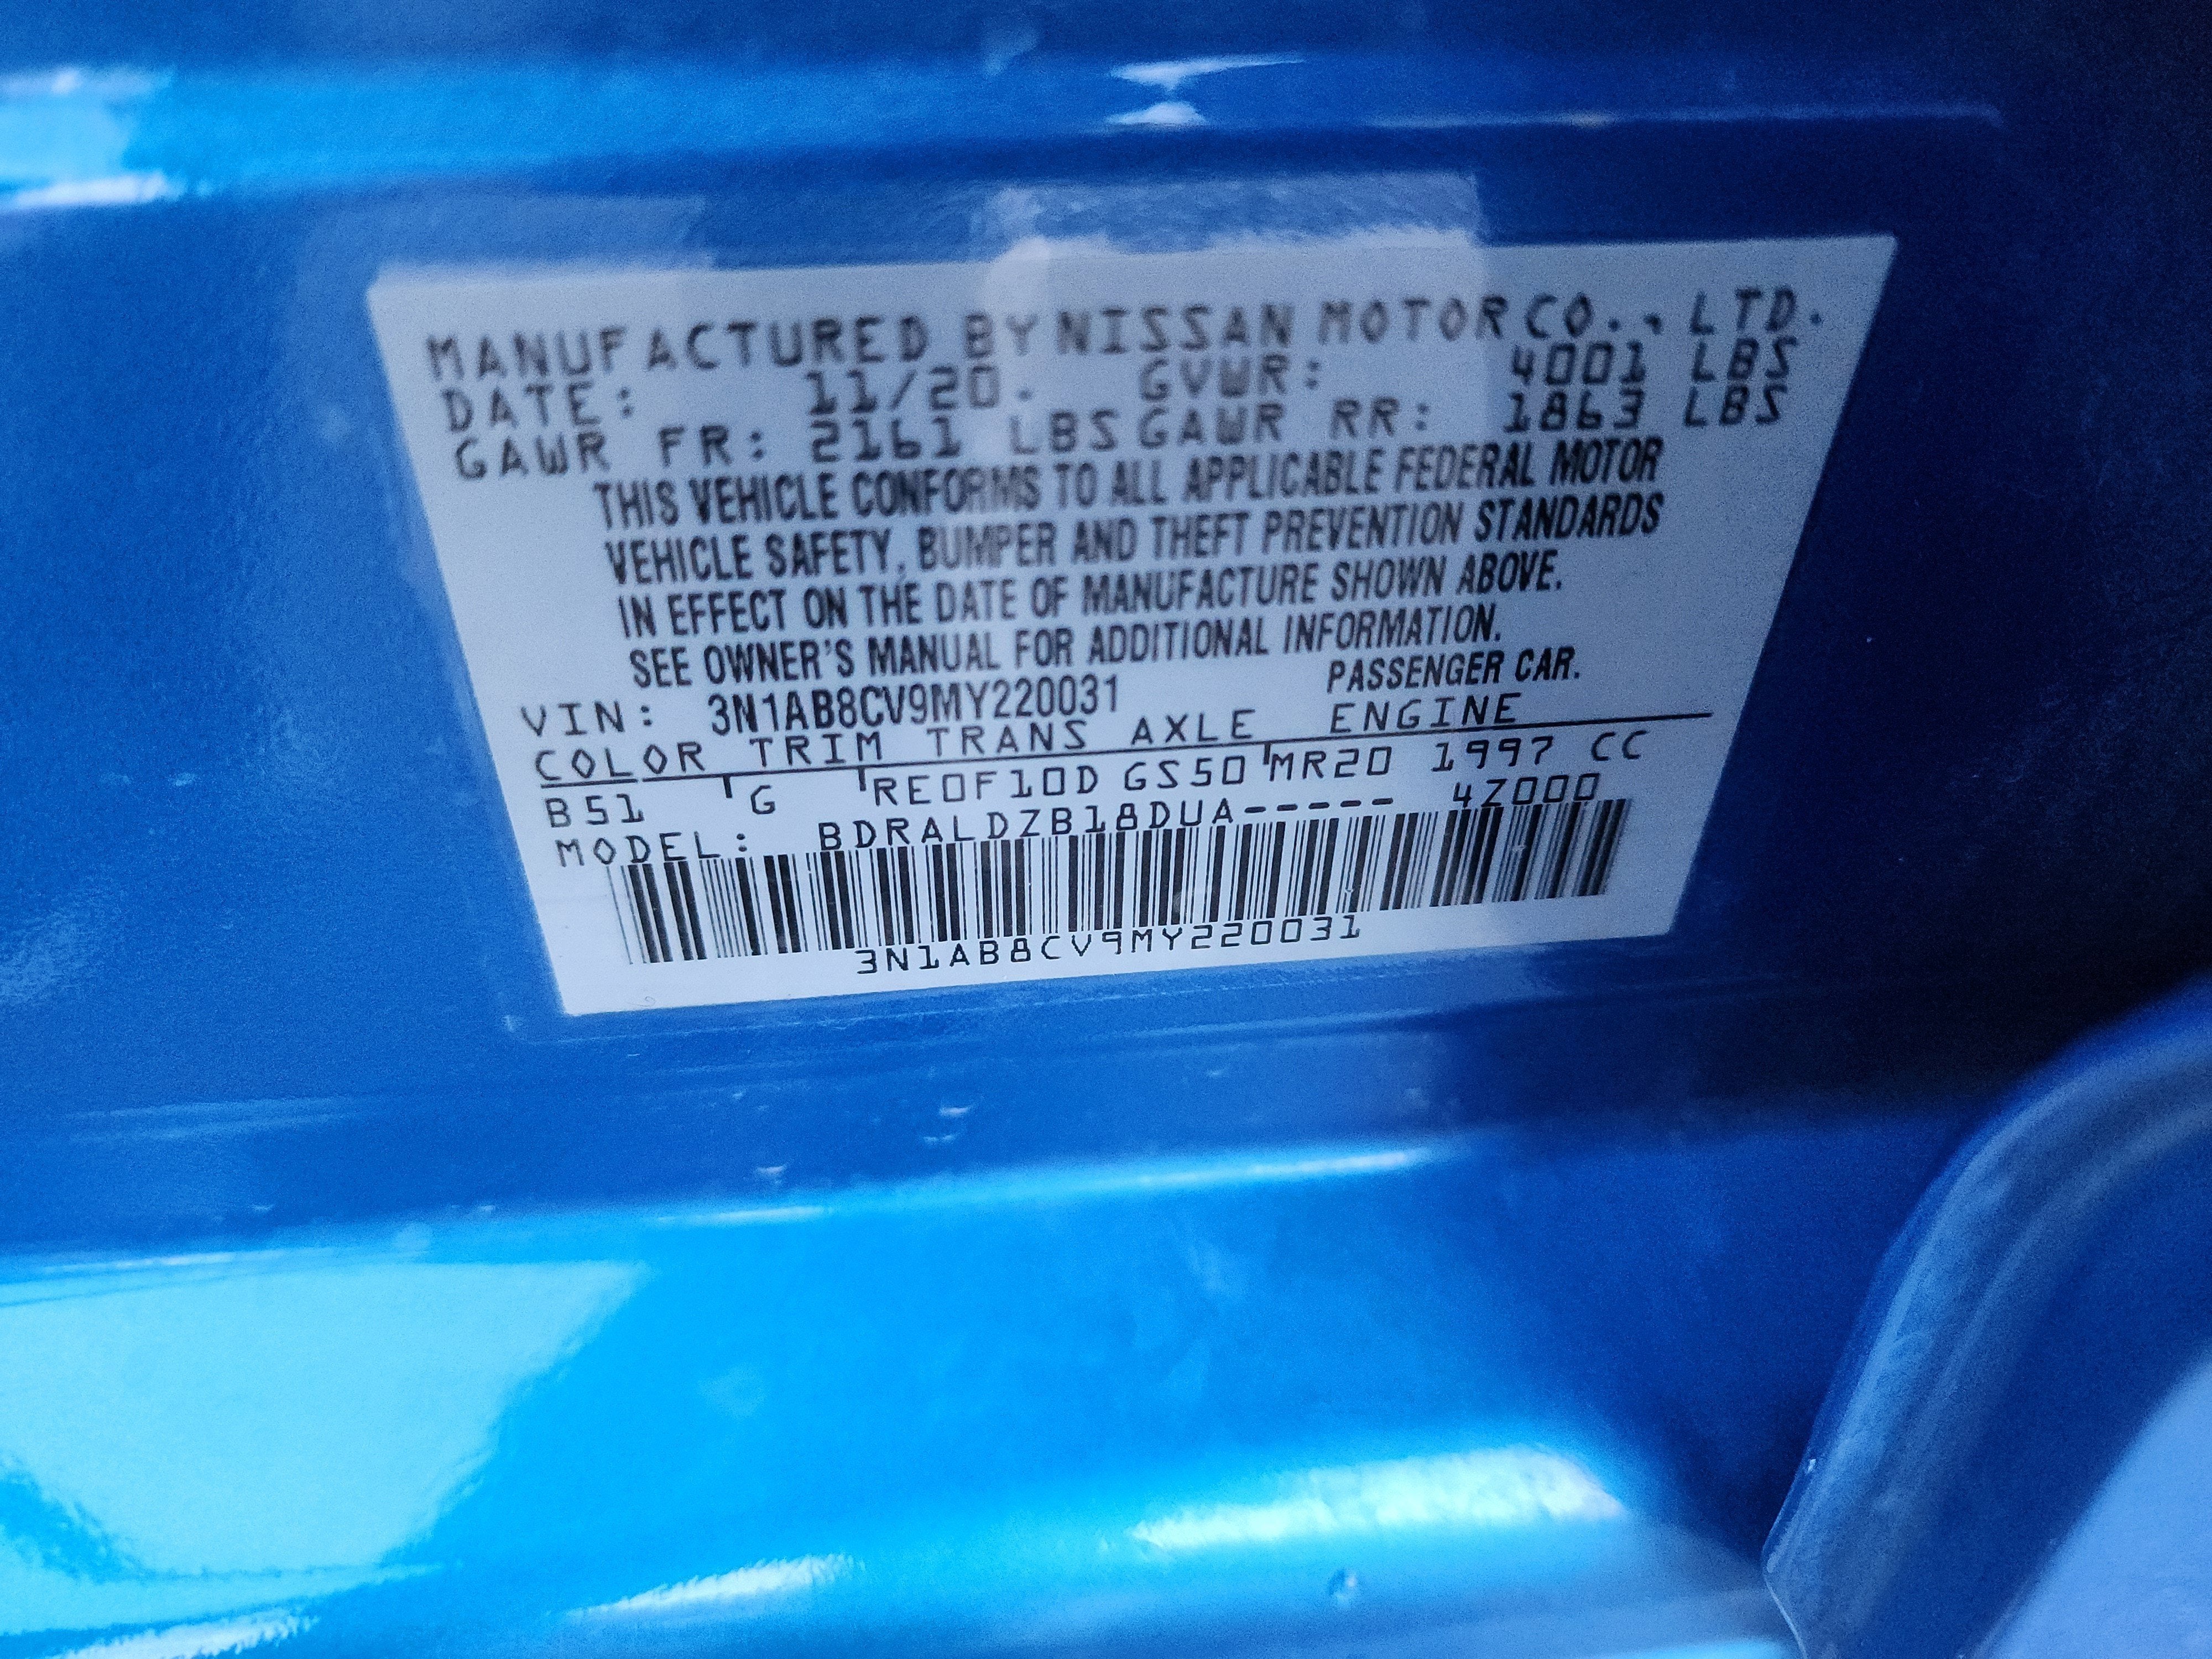 MANUFACTURED BY NISSAN MOTOR CO., LTD.
DATE: 11/20. GVWR: 4001 LBS
GAWR FR: 2161 LBS GAWR RR: 1863 LBS
THIS VEHICLE CONFORMS TO ALL APPLICABLE FEDERAL MOTOR
VEHICLE SAFETY, BUMPER AND THEFT PREVENTION STANDARDS
IN EFFECT ON THE DATE OF MANUFACTURE SHOWN ABOVE.
SEE OWNER'S MANUAL FOR ADDITIONAL INFORMATION.
VIN: 3N1AB8CV9MY220031 PASSENGER CAR.
COLOR TRIM TRANS AXLE ENGINE
B51 G RE0F10D GS50 MR20 1997 CC
MODEL: BDRALDZB18DUA----- 4Z000
3N1AB8CV9MY220031